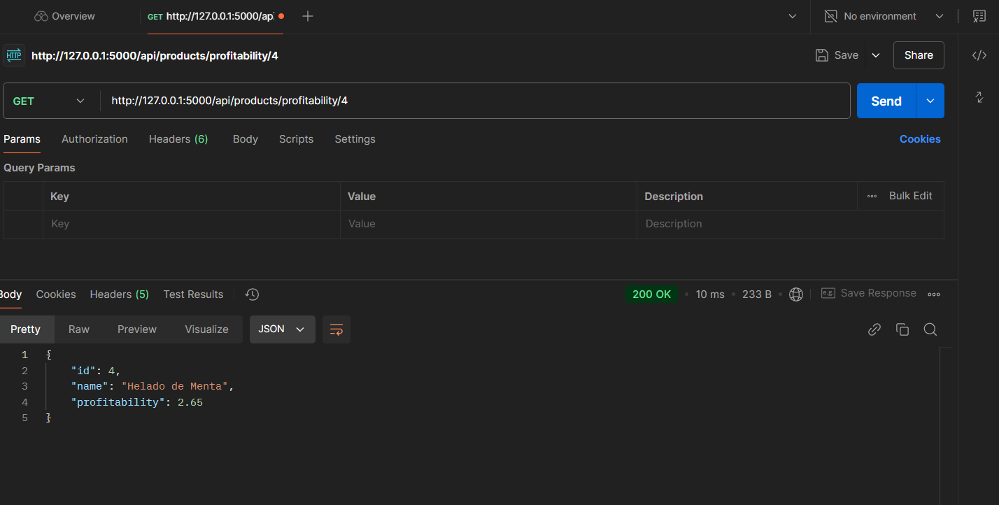 Overview GET http://127.0.0.1:5000/ap No environment
HTTP http://127.0.0.1:5000/api/products/profitability/4 Save Share
GET http://127.0.0.1:5000/api/products/profitability/4 Send
Params Authorization Headers (6) Body Scripts Settings Cookies
Query Params
Key Value Description Bulk Edit
Key Value Description
Body Cookies Headers (5) Test Results 200 OK 10 ms 233 B e.g. Save Response
Pretty Raw Preview Visualize JSON
1 {
2 "id": 4,
3 "name": "Helado de Menta",
4 "profitability": 2.65
5 }